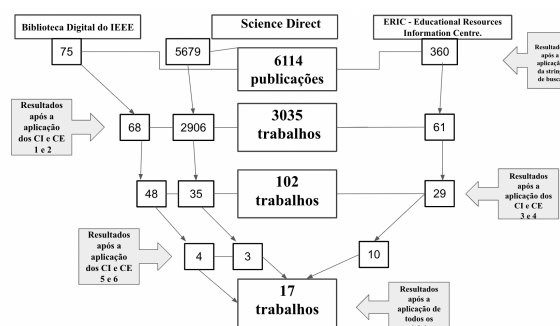 Biblioteca Digital do IEEE
Science Direct
ERIC - Educational Resources
Information Centre.
75
5679
360
6114
publicações
Resultad
após a
aplicaçã
da string
de busca
Resultados
após a
aplicação
dos CI e CE
1 e 2
68
2906
3035
trabalhos
61
48
35
102
trabalhos
29
Resultados
após a
aplicação dos
CI e CE
3 e 4
Resultados
após a
aplicação
dos CI e CE
5 e 6
4
3
10
17
trabalhos
Resultados
após a
aplicação de
todos os